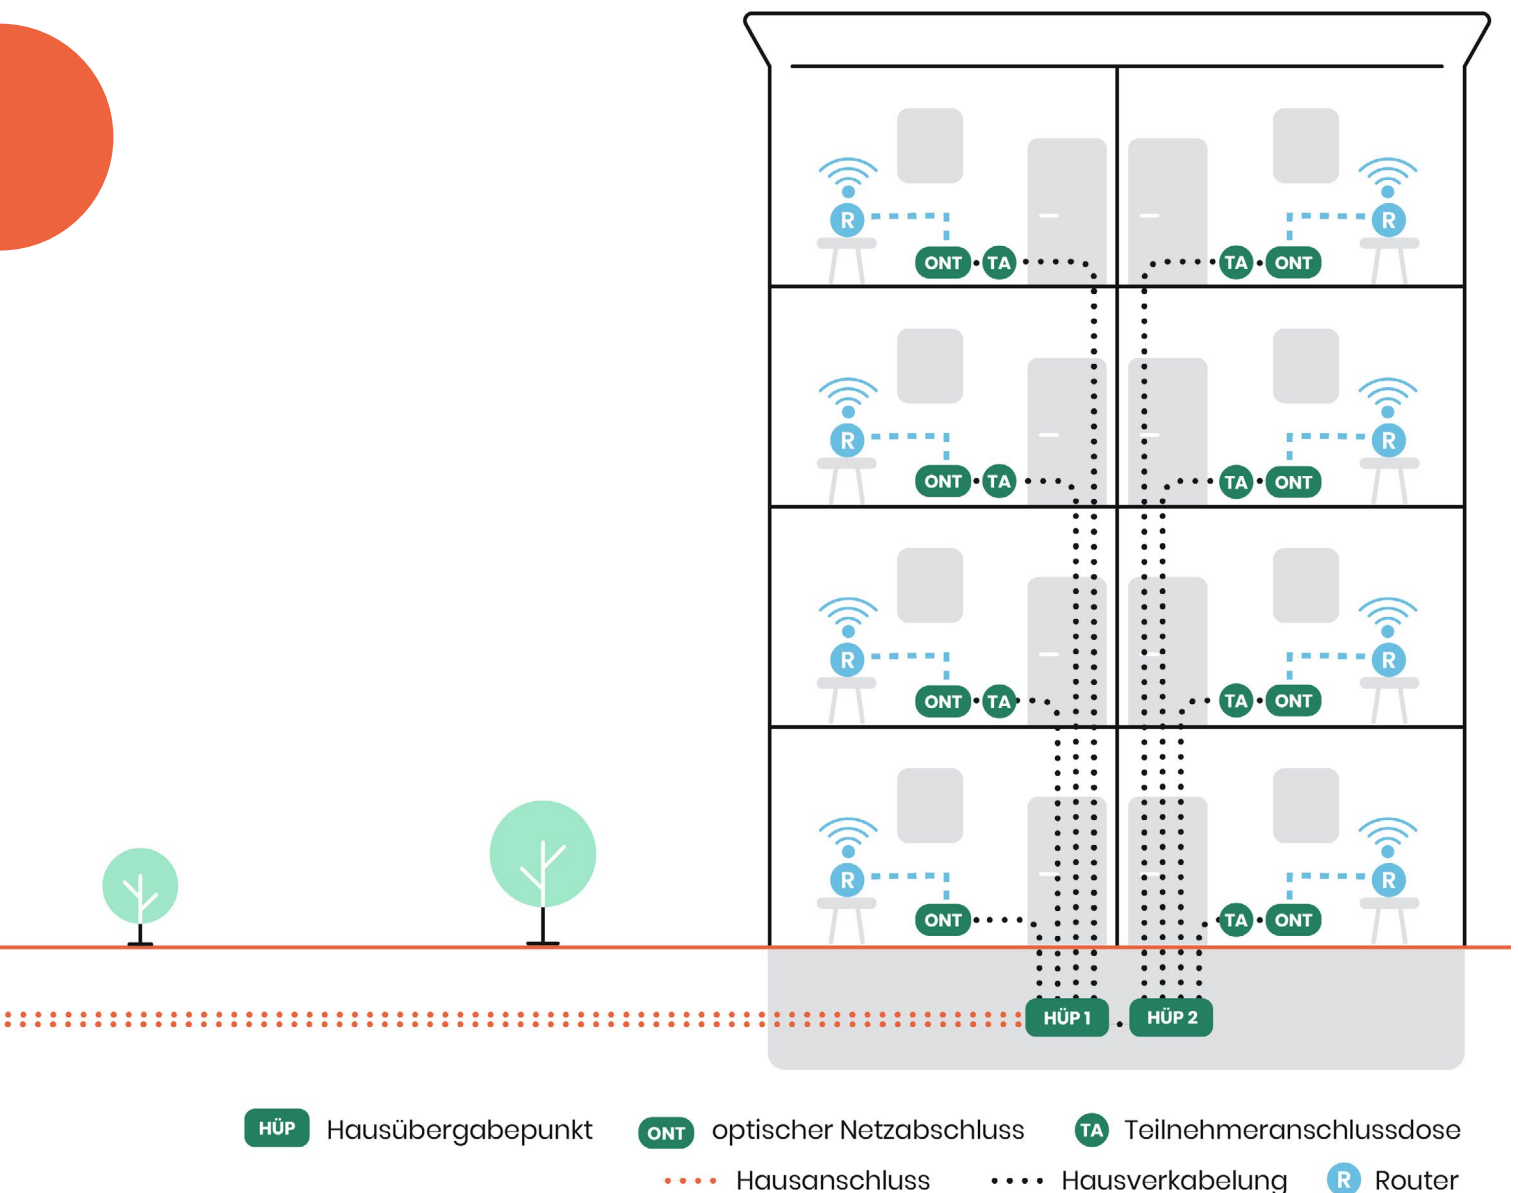 R R
ONT TA TA ONT
R R
ONT TA TA ONT
R R
ONT TA TA ONT
R R
ONT TA ONT
HÜP 1 HÜP 2
HÜP Hausübergabepunkt ONT optischer Netzabschluss TA Teilnehmeranschlussdose
Hausanschluss Hausverkabelung R Router